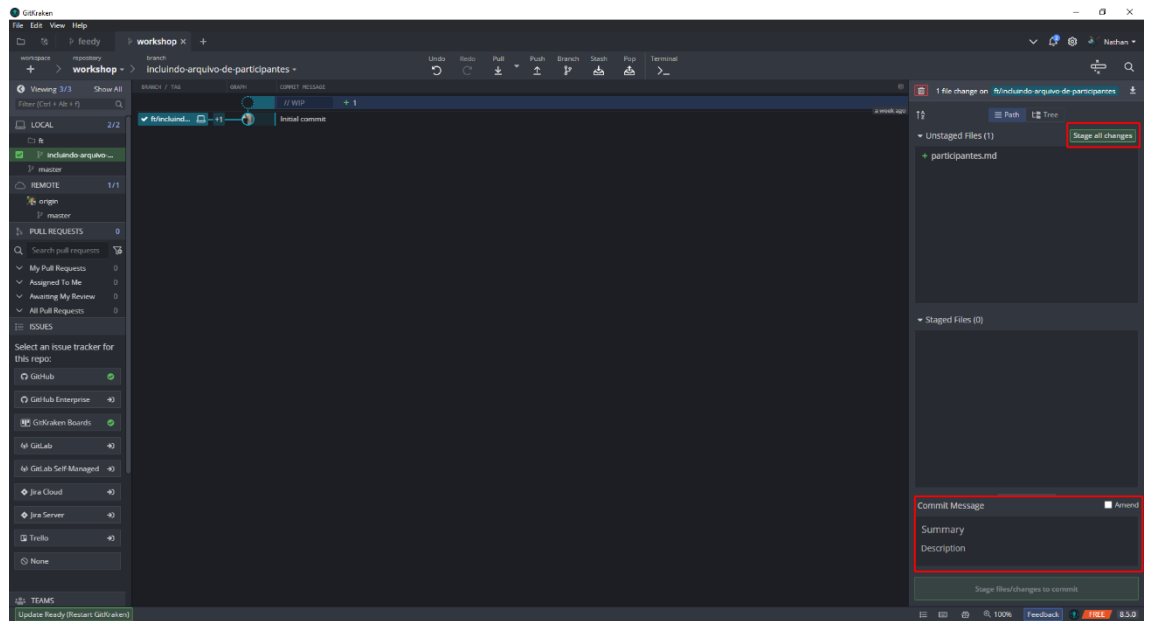 GitKraken
File Edit View Help
feedy
workshop × +
Nathan
workspace
repository
workshop
branch
incluindo-arquivo-de-participantes
Undo Redo Pull Push Branch Stash Pop Terminal
Viewing 3/3 Show All
Filter (Ctrl + Alt + f)
LOCAL 2/2
ft
incluindo-arquivo-...
master
REMOTE 1/1
origin
master
PULL REQUESTS 0
Search pull requests
My Pull Requests 0
Assigned To Me 0
Awaiting My Review 0
All Pull Requests 0
ISSUES
Select an issue tracker for
this repo:
GitHub
GitHub Enterprise
GitKraken Boards
GitLab
GitLab Self-Managed
Jira Cloud
Jira Server
Trello
None
TEAMS
Update Ready (Restart GitKraken)
BRANCH / TAG GRAPH COMMIT MESSAGE
// WIP + 1
ft/incluind... +1 Initial commit
a week ago
1 file change on ft/incluindo-arquivo-de-participantes
Path Tree
Unstaged Files (1) Stage all changes
+ participantes.md
Staged Files (0)
Commit Message Amend
Summary
Description
Stage files/changes to commit
100% Feedback FREE 8.5.0